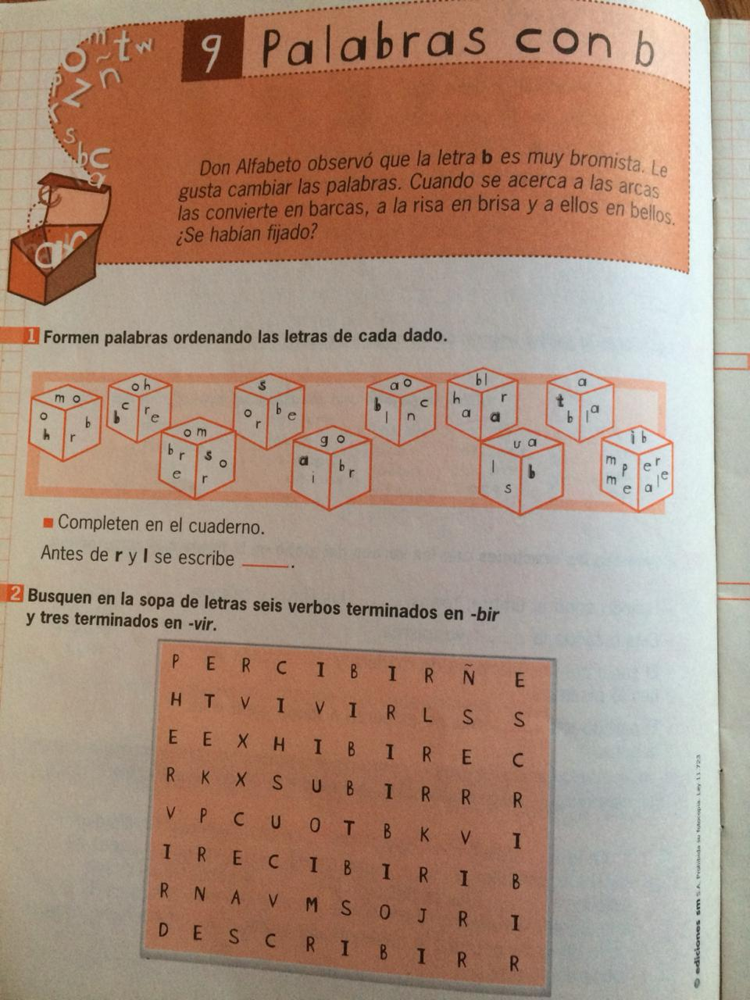 m t w
o ñ
P z n
r
s
b c
a
e
a n
9 Palabras con b
Don Alfabeto observó que la letra b es muy bromista. Le
gusta cambiar las palabras. Cuando se acerca a las arcas
las convierte en barcas, a la risa en brisa y a ellos en bellos.
¿Se habían fijado?
1 Formen palabras ordenando las letras de cada dado.
m o o h b r
o h c b r e
o m b r e s o r
s o r b e
g o a i b r
a o b l c n
b l h a r a
u a l s b
a t b a l
i b m p m e e r e l a
Completen en el cuaderno.
Antes de r y l se escribe _____.
2 Busquen en la sopa de letras seis verbos terminados en -bir
y tres terminados en -vir.
P E R C I B I R Ñ E
H T V I V I R L S S
E E X H I B I R E C
R K X S U B I R R R
V P C U O T B K V I
I R E C I B I R I B
R N A V M S O J R I
D E S C R I B I R R
© ediciones sm S.A. Prohibida su fotocopia. Ley 11.723